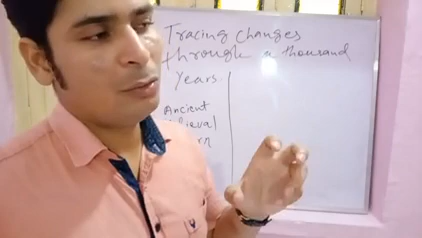 Tracing Changes
through a thousand
Years.
Ancient